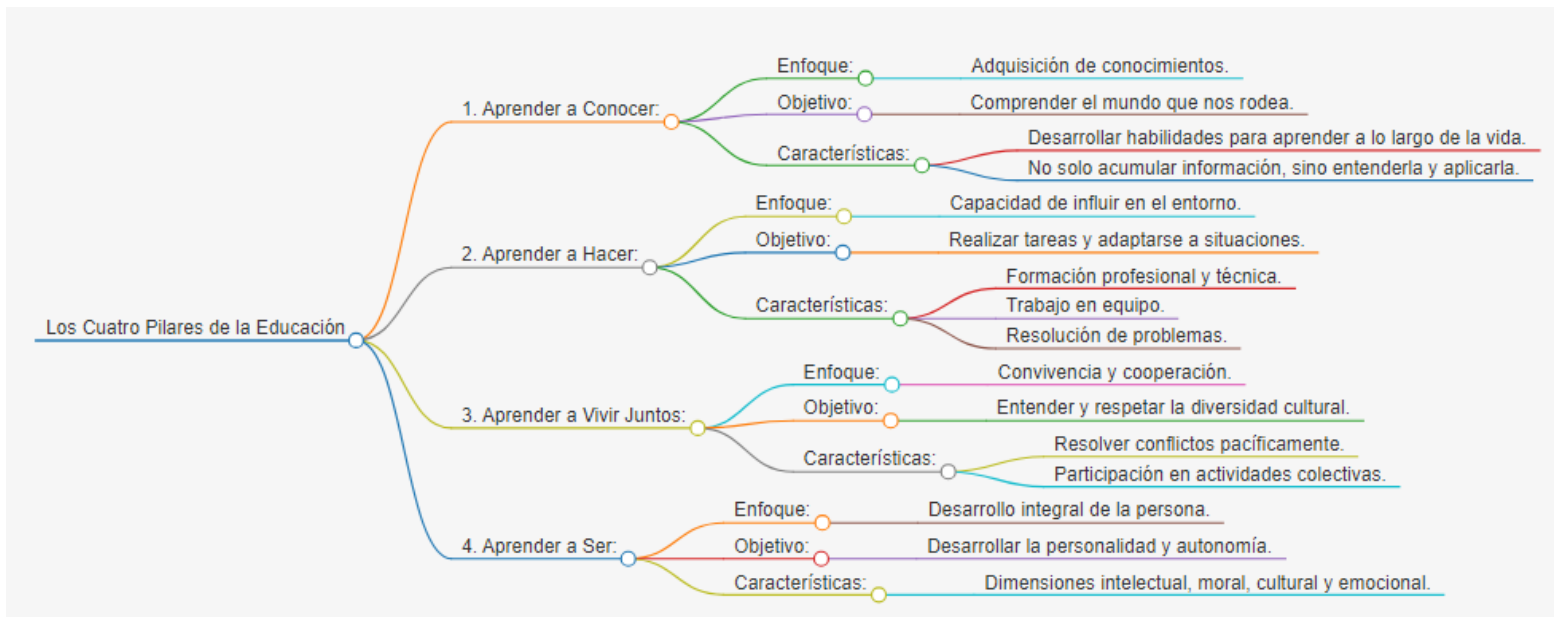 Los Cuatro Pilares de la Educación
1. Aprender a Conocer:
Enfoque:
Adquisición de conocimientos.
Objetivo:
Comprender el mundo que nos rodea.
Características:
Desarrollar habilidades para aprender a lo largo de la vida.
No solo acumular información, sino entenderla y aplicarla.
2. Aprender a Hacer:
Enfoque:
Capacidad de influir en el entorno.
Objetivo:
Realizar tareas y adaptarse a situaciones.
Características:
Formación profesional y técnica.
Trabajo en equipo.
Resolución de problemas.
3. Aprender a Vivir Juntos:
Enfoque:
Convivencia y cooperación.
Objetivo:
Entender y respetar la diversidad cultural.
Características:
Resolver conflictos pacíficamente.
Participación en actividades colectivas.
4. Aprender a Ser:
Enfoque:
Desarrollo integral de la persona.
Objetivo:
Desarrollar la personalidad y autonomía.
Características:
Dimensiones intelectual, moral, cultural y emocional.